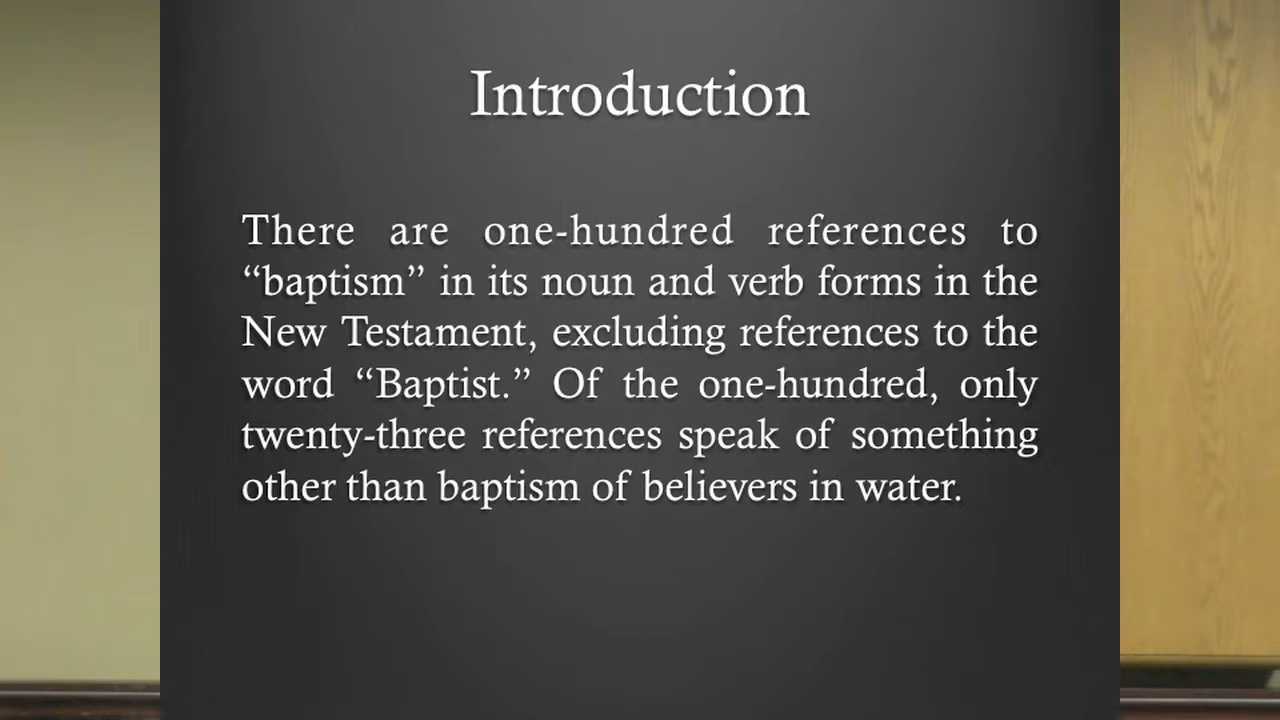 Introduction
There are one-hundred references to
“baptism” in its noun and verb forms in the
New Testament, excluding references to the
word “Baptist.” Of the one-hundred, only
twenty-three references speak of something
other than baptism of believers in water.